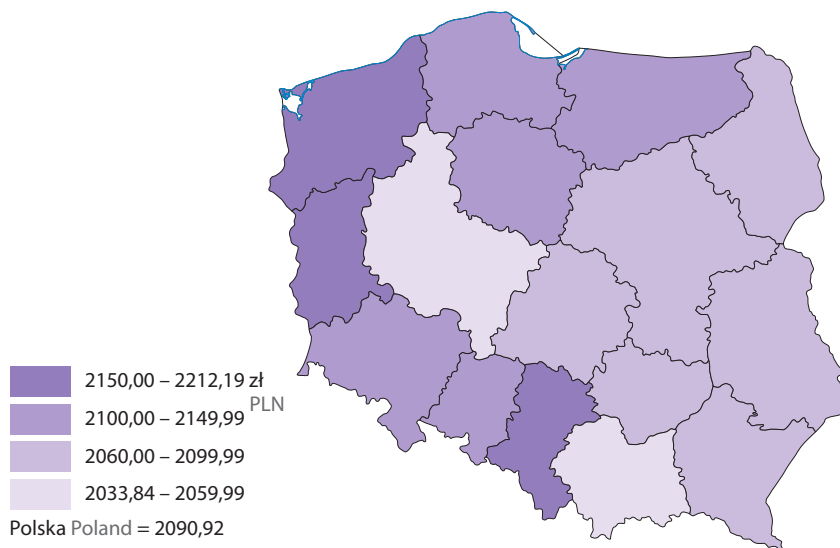 2150,00 – 2212,19 zł
PLN
2100,00 – 2149,99
2060,00 – 2099,99
2033,84 – 2059,99
Polska Poland = 2090,92